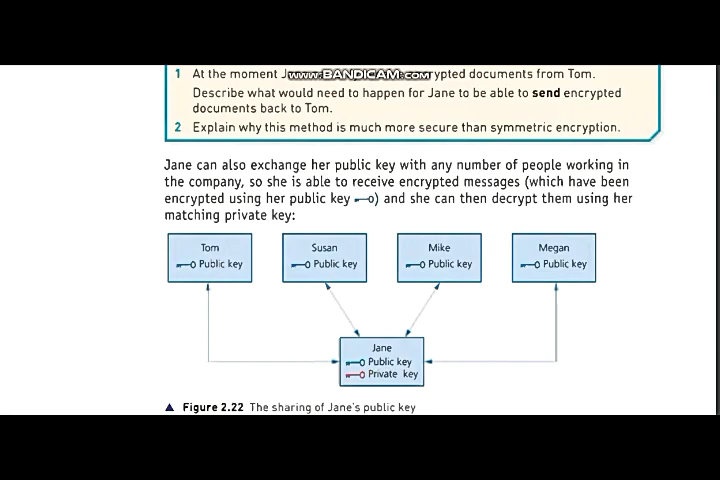 1 At the moment J www.BANDICAM.com rypted documents from Tom.
Describe what would need to happen for Jane to be able to send encrypted
documents back to Tom.
2 Explain why this method is much more secure than symmetric encryption.
Jane can also exchange her public key with any number of people working in
the company, so she is able to receive encrypted messages (which have been
encrypted using her public key ) and she can then decrypt them using her
matching private key:
Tom
Public key
Susan
Public key
Mike
Public key
Megan
Public key
Jane
Public key
Private key
▲ Figure 2.22 The sharing of Jane's public key